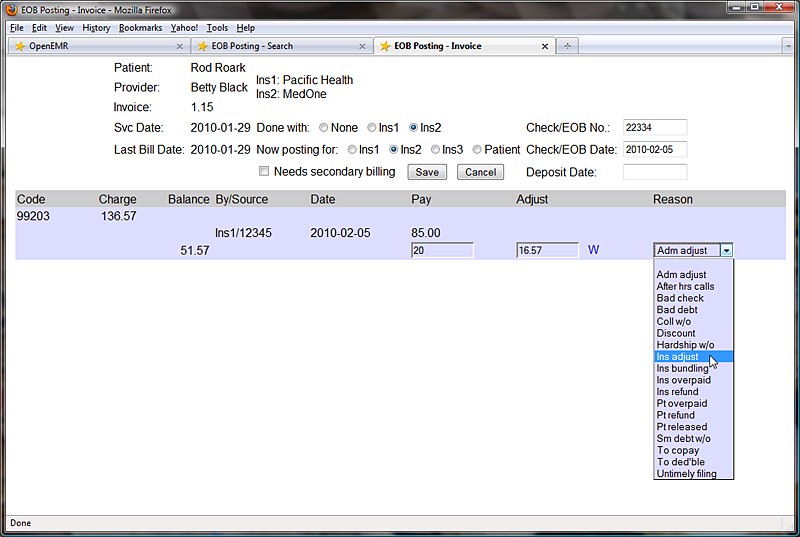 EOB Posting - Invoice - Mozilla Firefox
File Edit View History Bookmarks Yahoo! Tools Help
OpenEMR EOB Posting - Search EOB Posting - Invoice
Patient: Rod Roark
Provider: Betty Black
Ins1: Pacific Health
Ins2: MedOne
Invoice: 1.15
Svc Date: 2010-01-29 Done with: None Ins1 Ins2 Check/EOB No.: 22334
Last Bill Date: 2010-01-29 Now posting for: Ins1 Ins2 Ins3 Patient Check/EOB Date: 2010-02-05
Needs secondary billing Save Cancel Deposit Date:
Code Charge Balance By/Source Date Pay Adjust Reason
99203 136.57
Ins1/12345 2010-02-05 85.00
51.57 20 16.57 W Adm adjust
Adm adjust
After hrs calls
Bad check
Bad debt
Coll w/o
Discount
Hardship w/o
Ins adjust
Ins bundling
Ins overpaid
Ins refund
Pt overpaid
Pt refund
Pt released
Sm debt w/o
To copay
To ded'ble
Untimely filing
Done